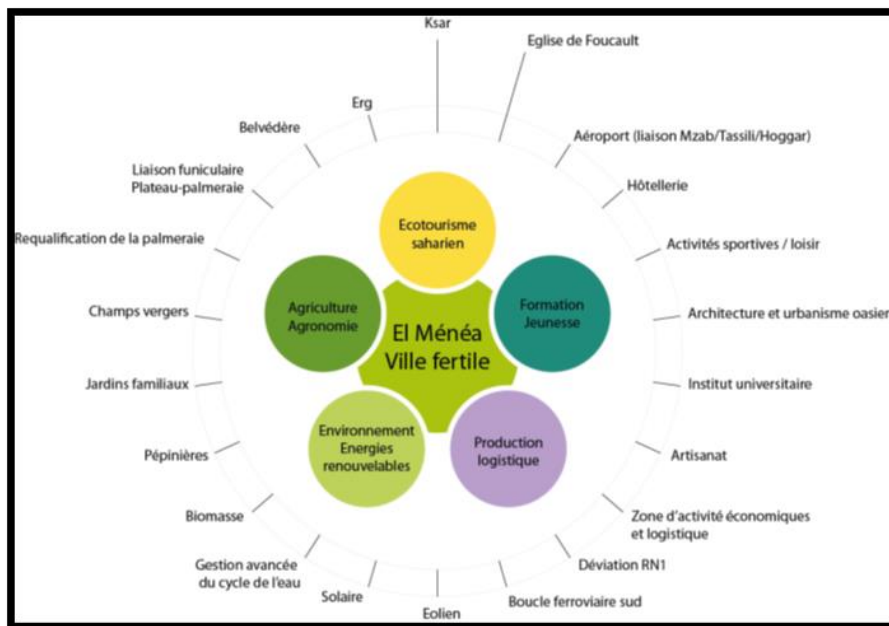 Ksar
Eglise de Foucault
Aéroport (liaison Mzab/Tassili/Hoggar)
Hôtellerie
Activités sportives / loisir
Architecture et urbanisme oasien
Institut universitaire
Artisanat
Zone d'activité économiques
et logistique
Déviation RN1
Boucle ferroviaire sud
Eolien
Solaire
Gestion avancée
du cycle de l'eau
Biomasse
Pépinières
Jardins familiaux
Champs vergers
Requalification de la palmeraie
Liaison funiculaire
Plateau-palmeraie
Belvédère
Erg
Ecotourisme
saharien
Formation
Jeunesse
Production
logistique
Environnement
Energies
renouvelables
Agriculture
Agronomie
El Ménéa
Ville fertile